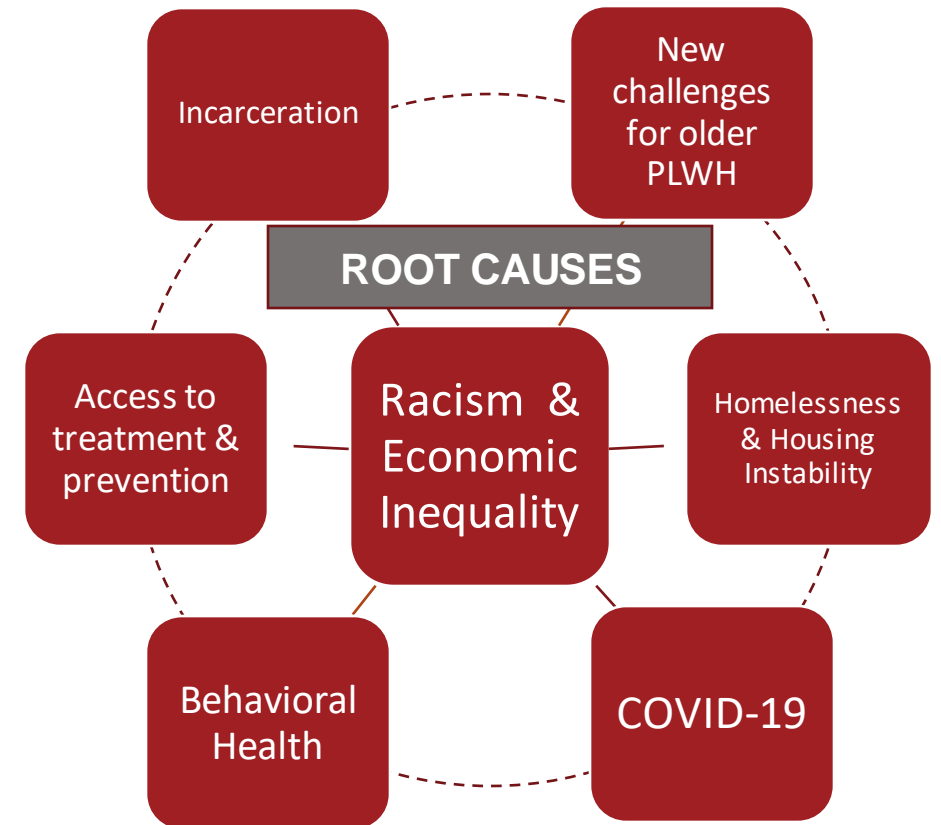 Incarceration
New
challenges
for older
PLWH
ROOT CAUSES
Access to
treatment &
prevention
Racism &
Economic
Inequality
Homelessness
& Housing
Instability
Behavioral
Health
COVID-19